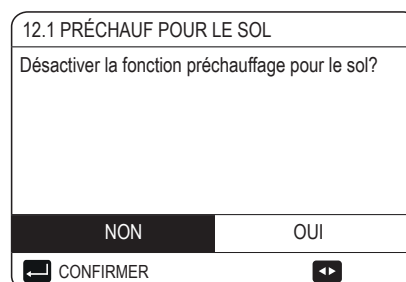 12.1 PRÉCHAUF POUR LE SOL
Désactiver la fonction préchauffage pour le sol?
NON OUI
CONFIRMER